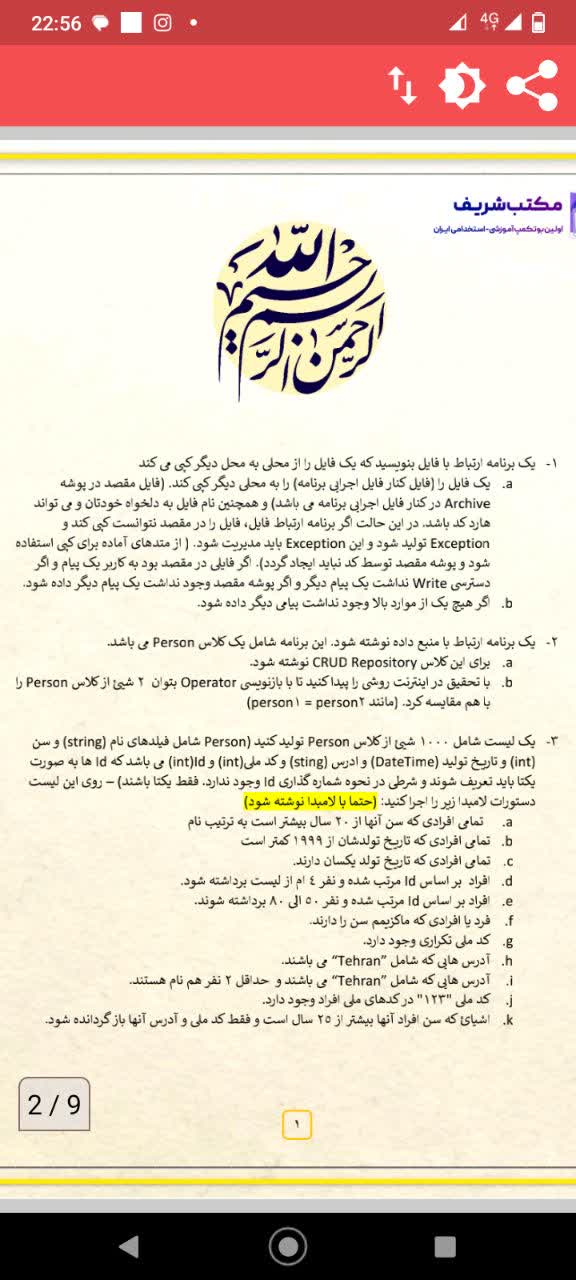 22:56
4G
مکتب‌شریف
اولین بوتکمپ آموزشی-استخدامی ایران
بسم الله الرحمن الرحیم
۱- یک برنامه ارتباط با فایل بنویسید که یک فایل را از محلی به محل دیگر کپی می کند
a. یک فایل را (فایل کنار فایل اجرایی برنامه) را به محلی دیگر کپی کند. (فایل مقصد در پوشه
Archive در کنار فایل اجرایی برنامه می باشد) و همچنین نام فایل به دلخواه خودتان و می تواند
هارد کد باشد. در این حالت اگر برنامه ارتباط فایل، فایل را در مقصد نتوانست کپی کند و
Exception تولید شود و این Exception باید مدیریت شود. ( از متدهای آماده برای کپی استفاده
شود و پوشه مقصد توسط کد نباید ایجاد گردد). اگر فایلی در مقصد بود به کاربر یک پیام و اگر
دسترسی Write نداشت یک پیام دیگر و اگر پوشه مقصد وجود نداشت یک پیام دیگر داده شود.
b. اگر هیچ یک از موارد بالا وجود نداشت پیامی دیگر داده شود.
۲- یک برنامه ارتباط با منبع داده نوشته شود. این برنامه شامل یک کلاس Person می باشد.
a. برای این کلاس CRUD Repository نوشته شود.
b. با تحقیق در اینترنت روشی را پیدا کنید تا با بازنویسی Operator بتوان ۲ شیئ از کلاس Person را
با هم مقایسه کرد. (مانند person۱ = person۲)
۳- یک لیست شامل ۱۰۰۰ شیئ از کلاس Person تولید کنید (Person شامل فیلدهای نام (string) و سن
(int) و تاریخ تولید (DateTime) و ادرس (sting) و کد ملی(int) و Id(int) می باشد که Id ها به صورت
یکتا باید تعریف شوند و شرطی در نحوه شماره گذاری Id وجود ندارد. فقط یکتا باشند) – روی این لیست
دستورات لامبدا زیر را اجرا کنید: (حتما با لامبدا نوشته شود)
a. تمامی افرادی که سن آنها از ۲۰ سال بیشتر است به ترتیب نام
b. تمامی افرادی که تاریخ تولدشان از ۱۹۹۹ کمتر است
c. تمامی افرادی که تاریخ تولد یکسان دارند.
d. افراد بر اساس Id مرتب شده و نفر ۴ ام از لیست برداشته شود.
e. افراد بر اساس Id مرتب شده و نفر ۵۰ الی ۸۰ برداشته شوند.
f. فرد یا افرادی که ماکزیمم سن را دارند.
g. کد ملی تکراری وجود دارد.
h. آدرس هایی که شامل "Tehran" می باشند.
i. آدرس هایی که شامل "Tehran" می باشند و حداقل ۲ نفر هم نام هستند.
j. کد ملی "۱۲۳" در کدهای ملی افراد وجود دارد.
k. اشیائ که سن افراد آنها بیشتر از ۲۵ سال است و فقط کد ملی و آدرس آنها باز گردانده شود.
2 / 9
۱